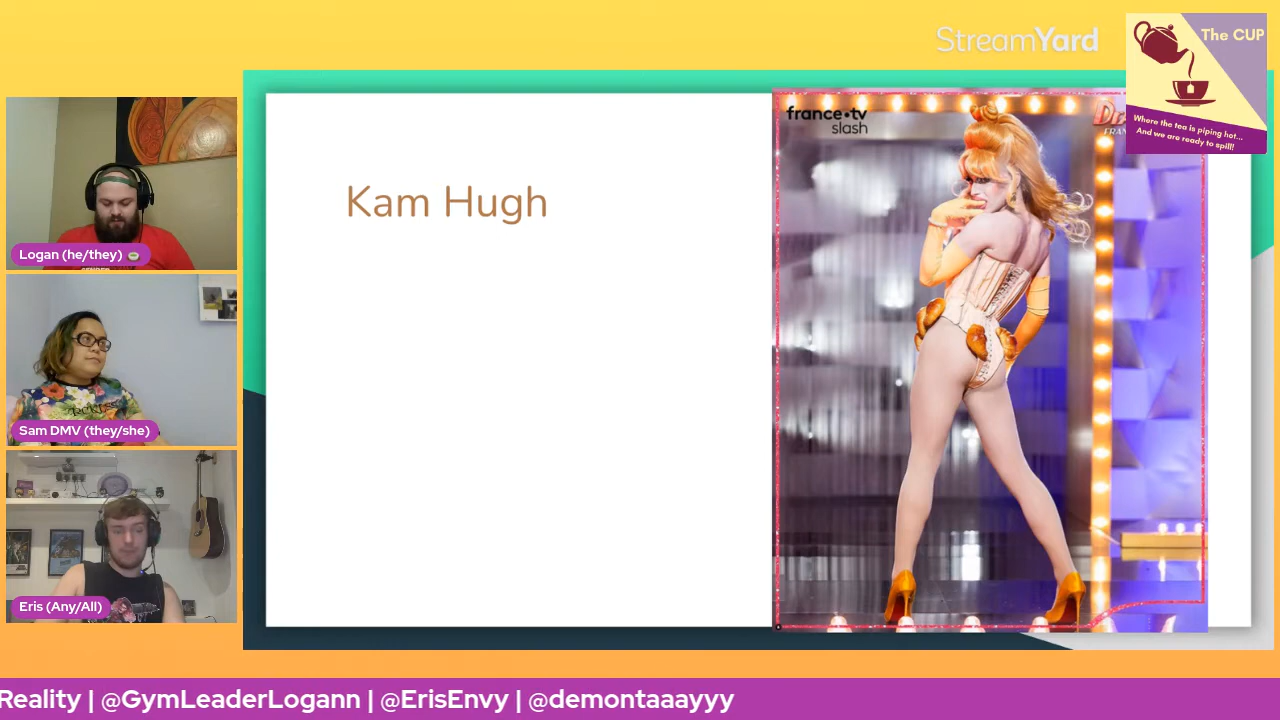 StreamYard
The CUP
Where the tea is piping hot...
And we are ready to spill!
Logan (he/they)
Sam DMV (they/she)
Eris (Any/All)
Kam Hugh
france•tv
slash
Reality | @GymLeaderLogann | @ErisEnvy | @demontaaayyy